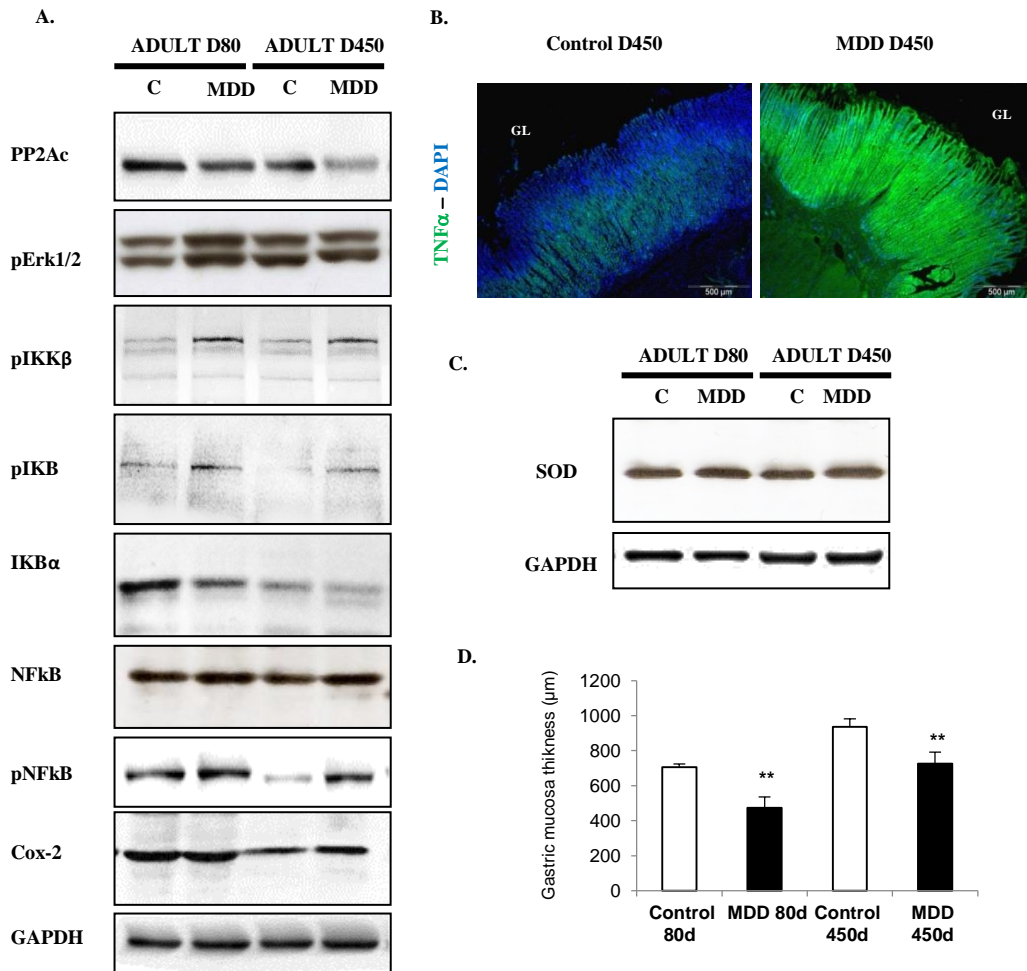 A.
ADULT D80 ADULT D450
C MDD C MDD
PP2Ac
pErk1/2
pIKKβ
pIKB
IKBα
NFkB
pNFkB
Cox-2
GAPDH
B.
Control D450 MDD D450
TNFα – DAPI
GL
500 µm
GL
500 µm
C.
ADULT D80 ADULT D450
C MDD C MDD
SOD
GAPDH
D.
Gastric mucosa thikness (µm)
1200
1000
800
600
400
200
0
**
**
Control 80d MDD 80d Control 450d MDD 450d